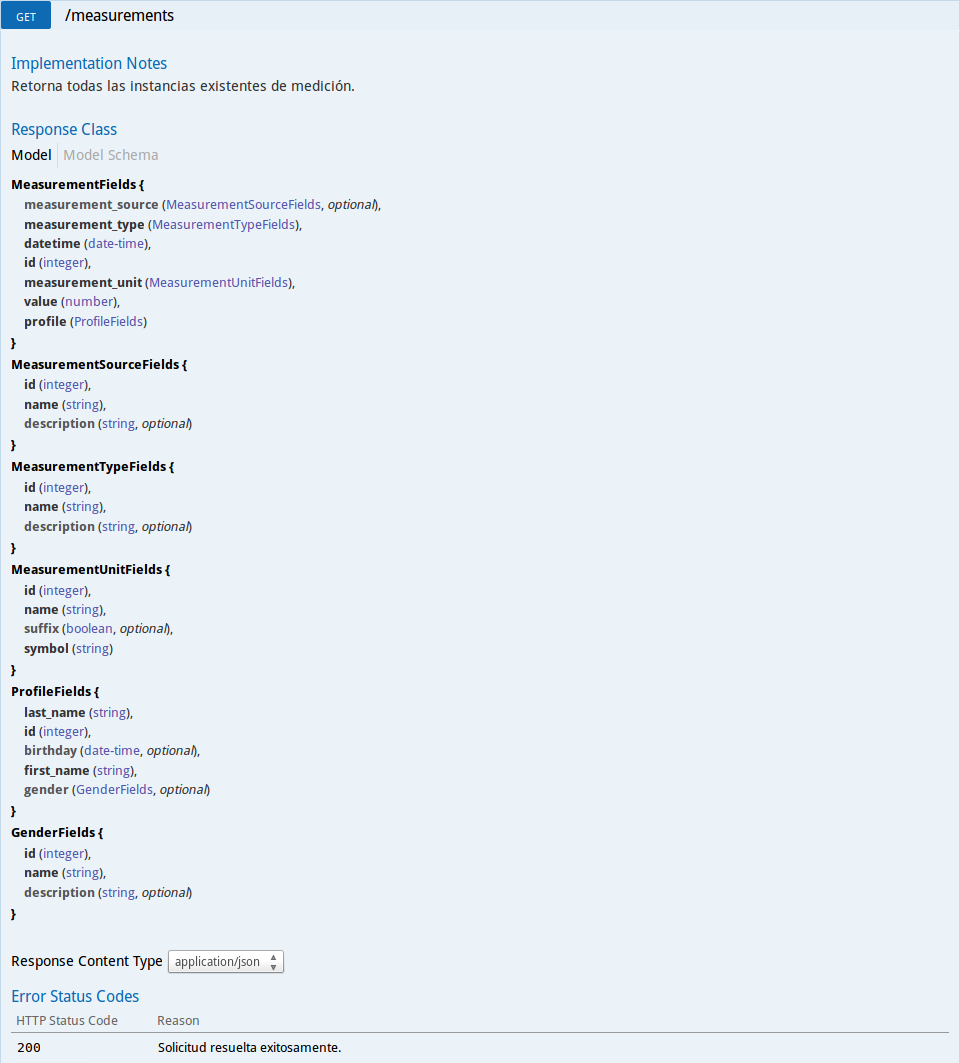 GET /measurements
Implementation Notes
Retorna todas las instancias existentes de medición.
Response Class
Model Model Schema
MeasurementFields {
measurement_source (MeasurementSourceFields, optional),
measurement_type (MeasurementTypeFields),
datetime (date-time),
id (integer),
measurement_unit (MeasurementUnitFields),
value (number),
profile (ProfileFields)
}
MeasurementSourceFields {
id (integer),
name (string),
description (string, optional)
}
MeasurementTypeFields {
id (integer),
name (string),
description (string, optional)
}
MeasurementUnitFields {
id (integer),
name (string),
suffix (boolean, optional),
symbol (string)
}
ProfileFields {
last_name (string),
id (integer),
birthday (date-time, optional),
first_name (string),
gender (GenderFields, optional)
}
GenderFields {
id (integer),
name (string),
description (string, optional)
}
Response Content Type application/json
Error Status Codes
HTTP Status Code Reason
200 Solicitud resuelta exitosamente.